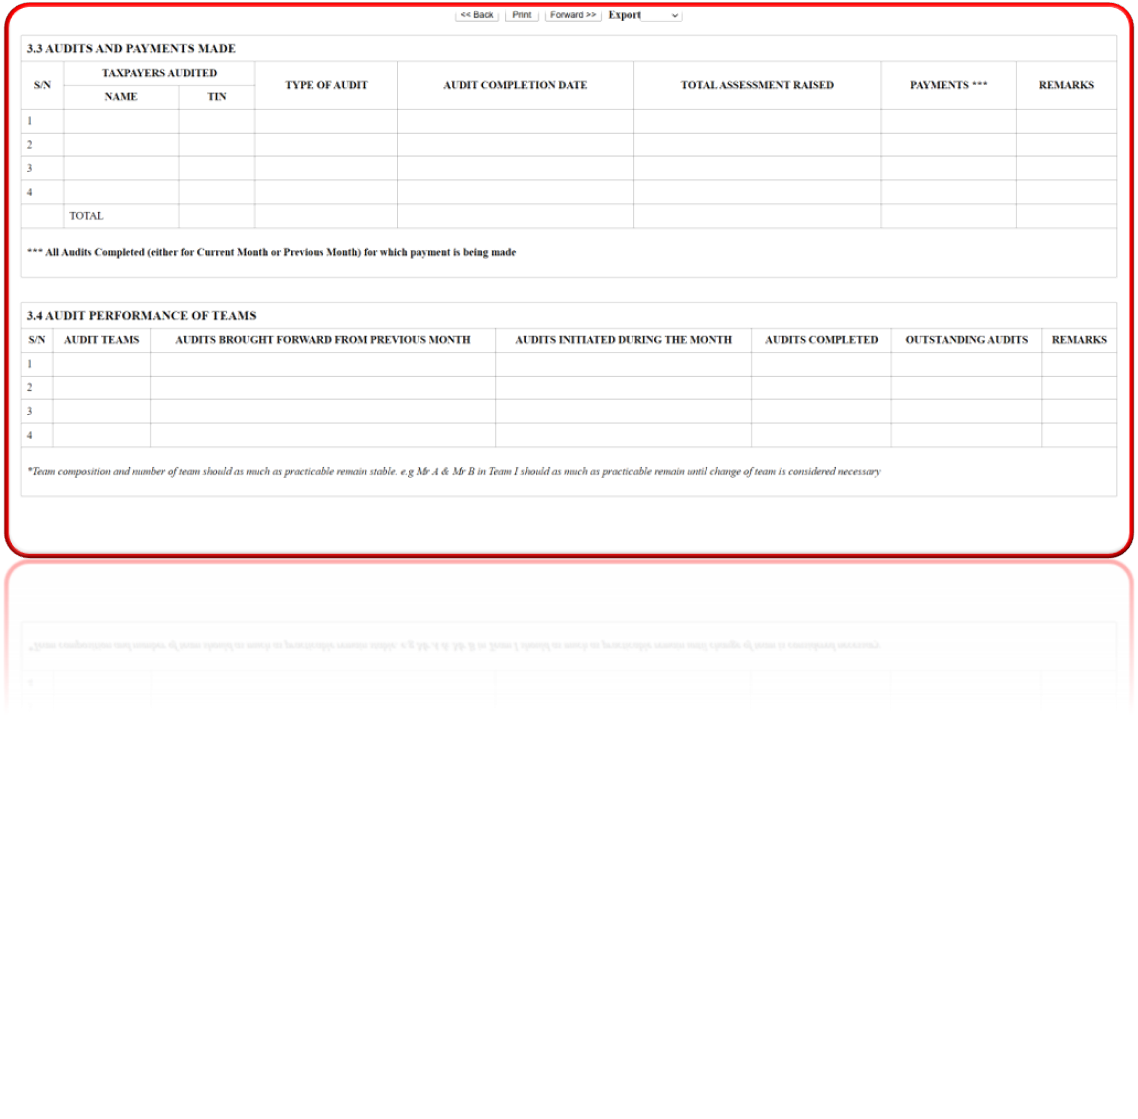 << Back Print Forward >> Export
3.3 AUDITS AND PAYMENTS MADE
S/N TAXPAYERS AUDITED TYPE OF AUDIT AUDIT COMPLETION DATE TOTAL ASSESSMENT RAISED PAYMENTS *** REMARKS
NAME TIN
1
2
3
4
TOTAL
*** All Audits Completed (either for Current Month or Previous Month) for which payment is being made
3.4 AUDIT PERFORMANCE OF TEAMS
S/N AUDIT TEAMS AUDITS BROUGHT FORWARD FROM PREVIOUS MONTH AUDITS INITIATED DURING THE MONTH AUDITS COMPLETED OUTSTANDING AUDITS REMARKS
1
2
3
4
*Team composition and number of team should as much as practicable remain stable. e.g Mr A & Mr B in Team I should as much as practicable remain until change of team is considered necessary